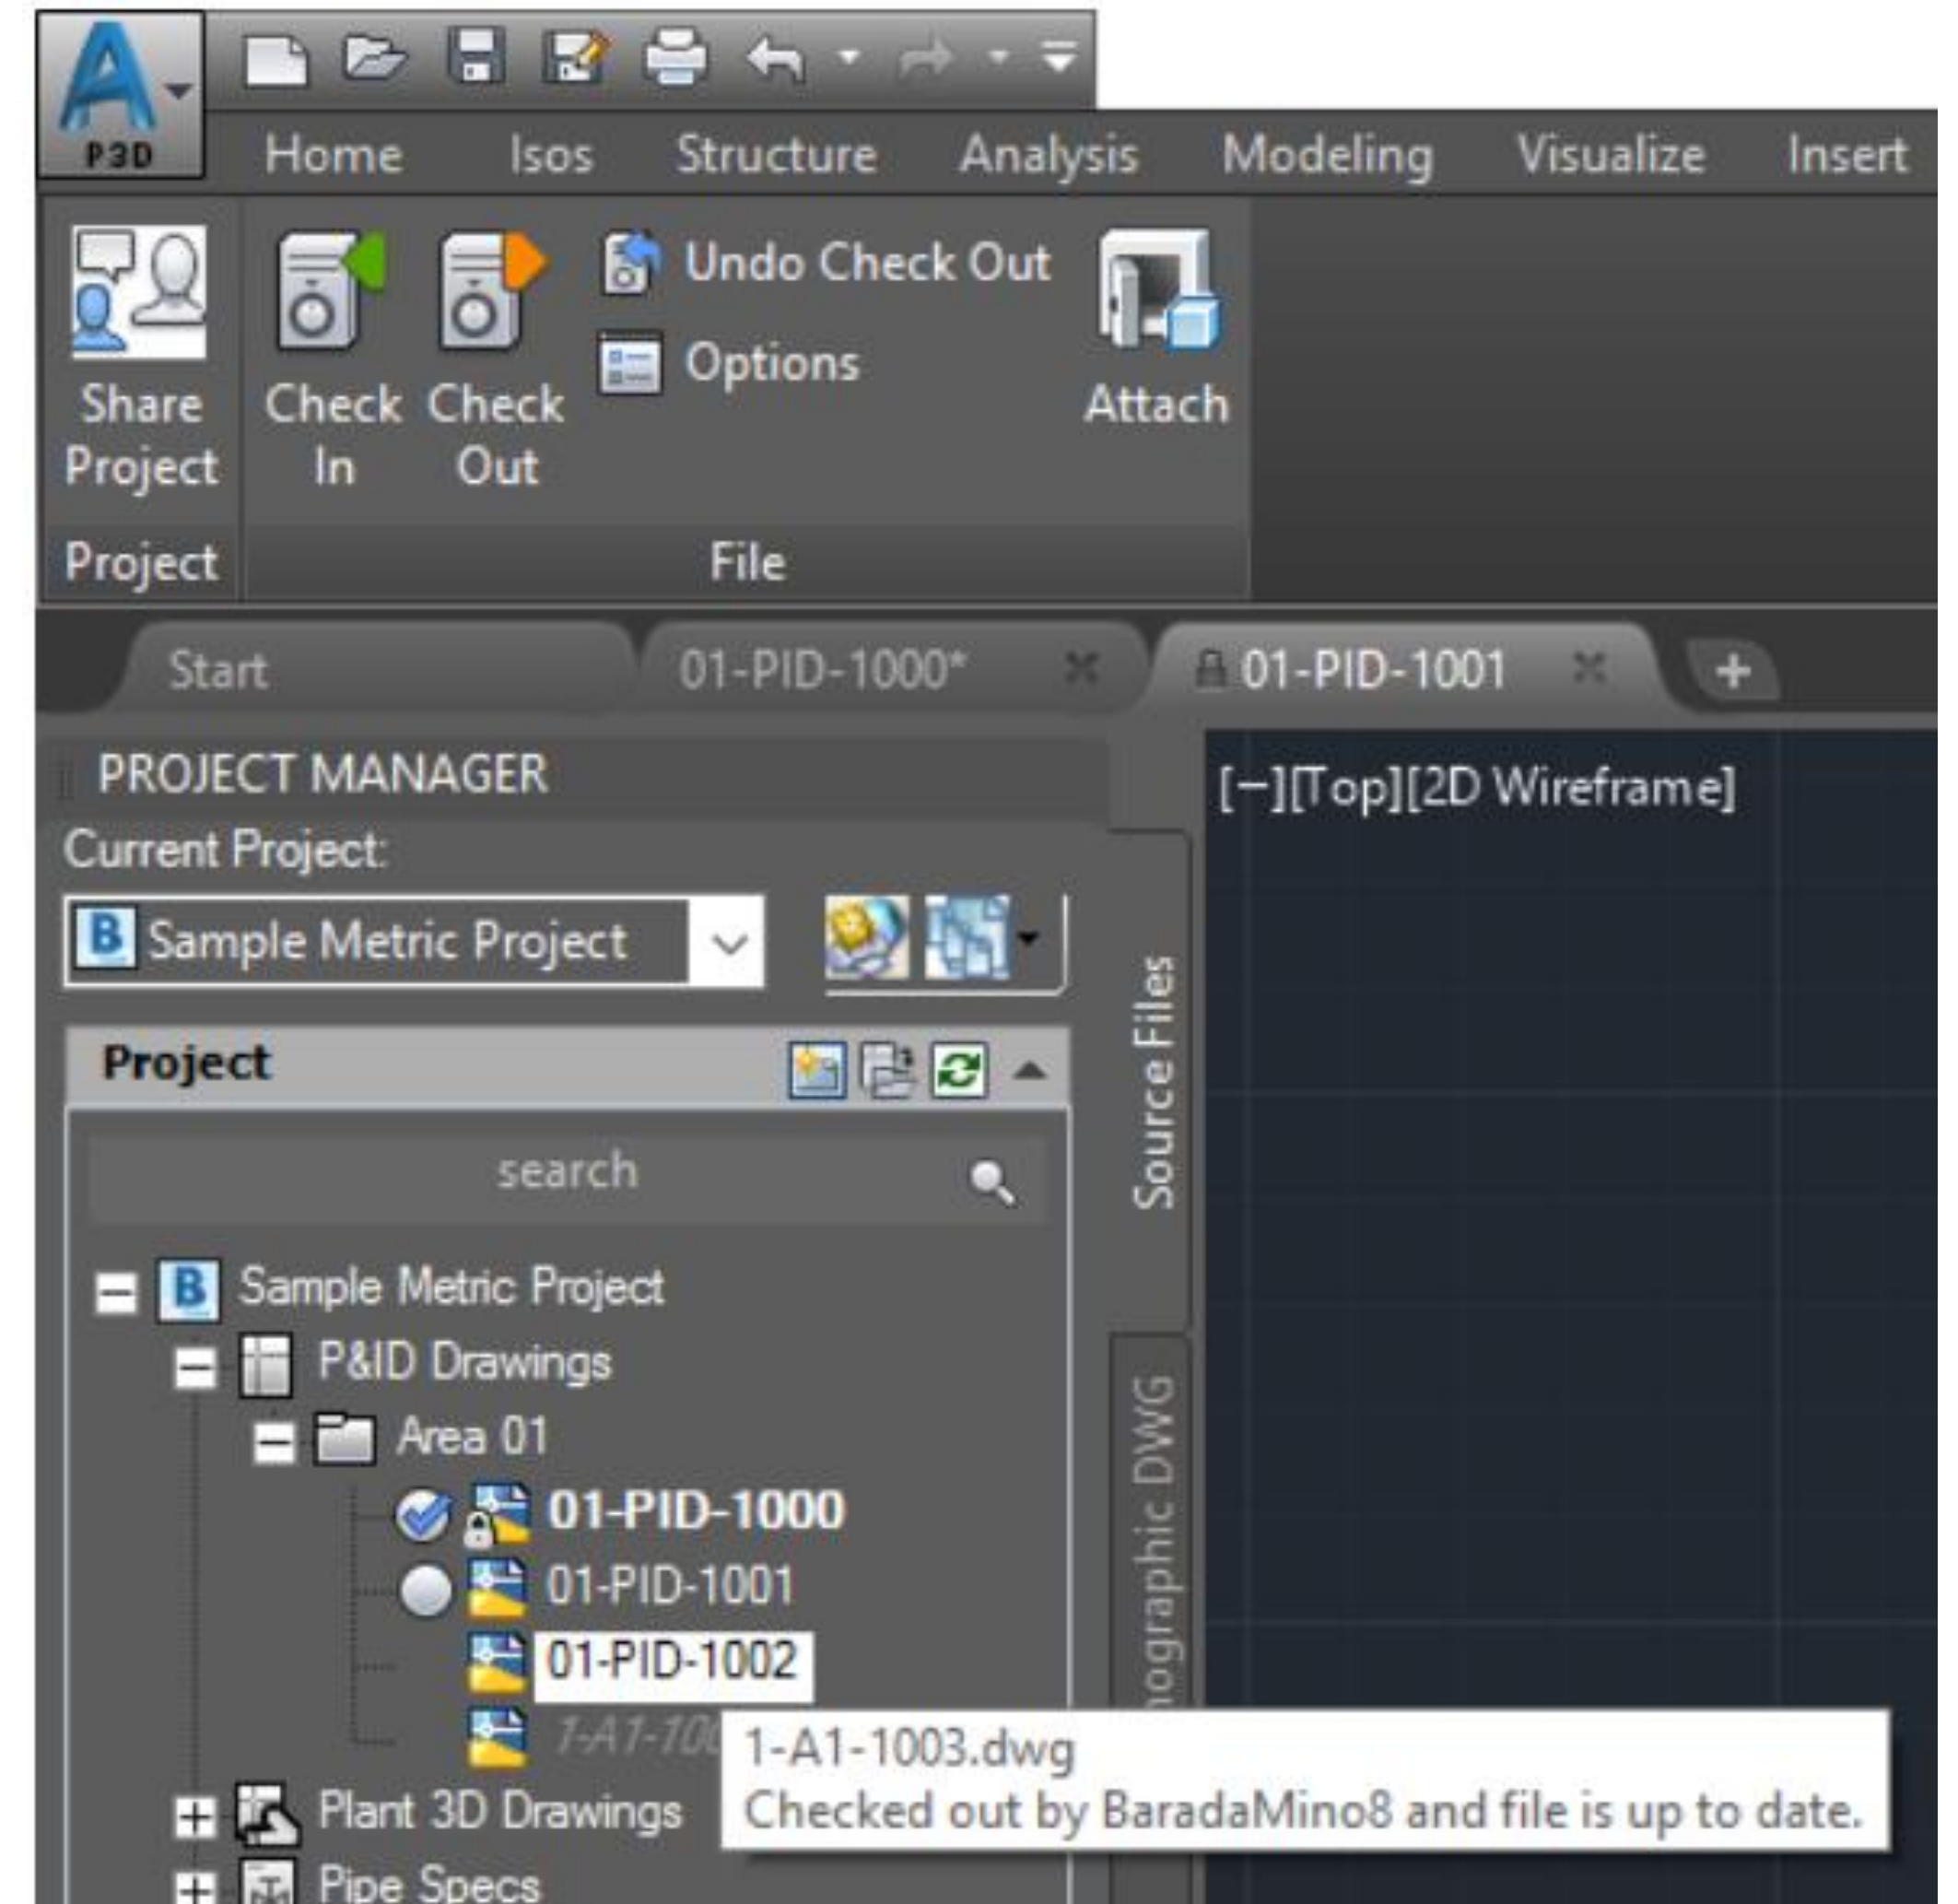 P3D
Home Isos Structure Analysis Modeling Visualize Insert
Share Project
Check In
Check Out
Undo Check Out
Options
Attach
Project
File
Start
01-PID-1000*
01-PID-1001
PROJECT MANAGER
[−][Top][2D Wireframe]
Current Project:
B Sample Metric Project
Source Files
Project
search
B Sample Metric Project
P&ID Drawings
Area 01
01-PID-1000
01-PID-1001
01-PID-1002
1-A1-100
1-A1-1003.dwg
Checked out by BaradaMino8 and file is up to date.
Plant 3D Drawings
Pipe Specs
nographic DWG